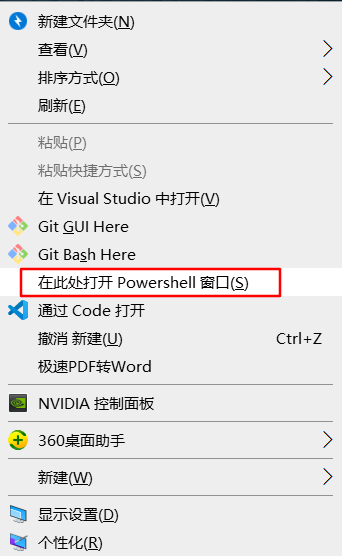 新建文件夹(N)
查看(V)
排序方式(O)
刷新(E)
粘贴(P)
粘贴快捷方式(S)
在 Visual Studio 中打开(V)
Git GUI Here
Git Bash Here
在此处打开 Powershell 窗口(S)
通过 Code 打开
撤消 新建(U) Ctrl+Z
极速PDF转Word
NVIDIA 控制面板
360桌面助手
新建(W)
显示设置(D)
个性化(R)